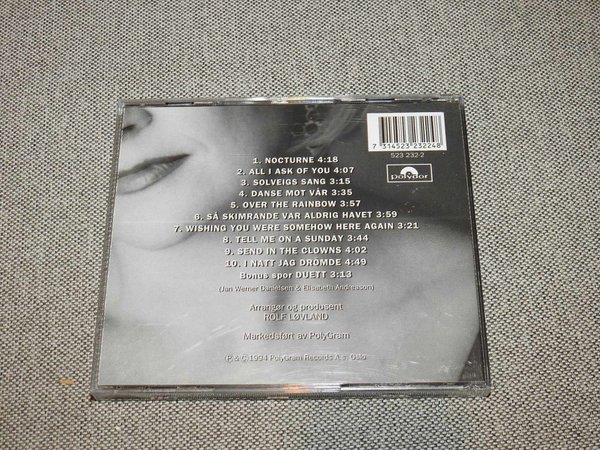 7 314523 232248
523 232-2
polydor
1. NOCTURNE 4:18
2. ALL I ASK OF YOU 4:07
3. SOLVEIGS SANG 3:15
4. DANSE MOT VÅR 3:35
5. OVER THE RAINBOW 3:57
6. SÅ SKIMRANDE VAR ALDRIG HAVET 3:59
7. WISHING YOU WERE SOMEHOW HERE AGAIN 3:21
8. TELL ME ON A SUNDAY 3:44
9. SEND IN THE CLOWNS 4:02
10. I NATT JAG DRÖMDE 4:49
Bonus spor DUETT 3:13
(Jan Werner Danielsen & Elisabeth Andreasson)
Arrangør og produsent
ROLF LØVLAND
Markedsført av PolyGram
(P) & © 1994 PolyGram Records A.s. Oslo